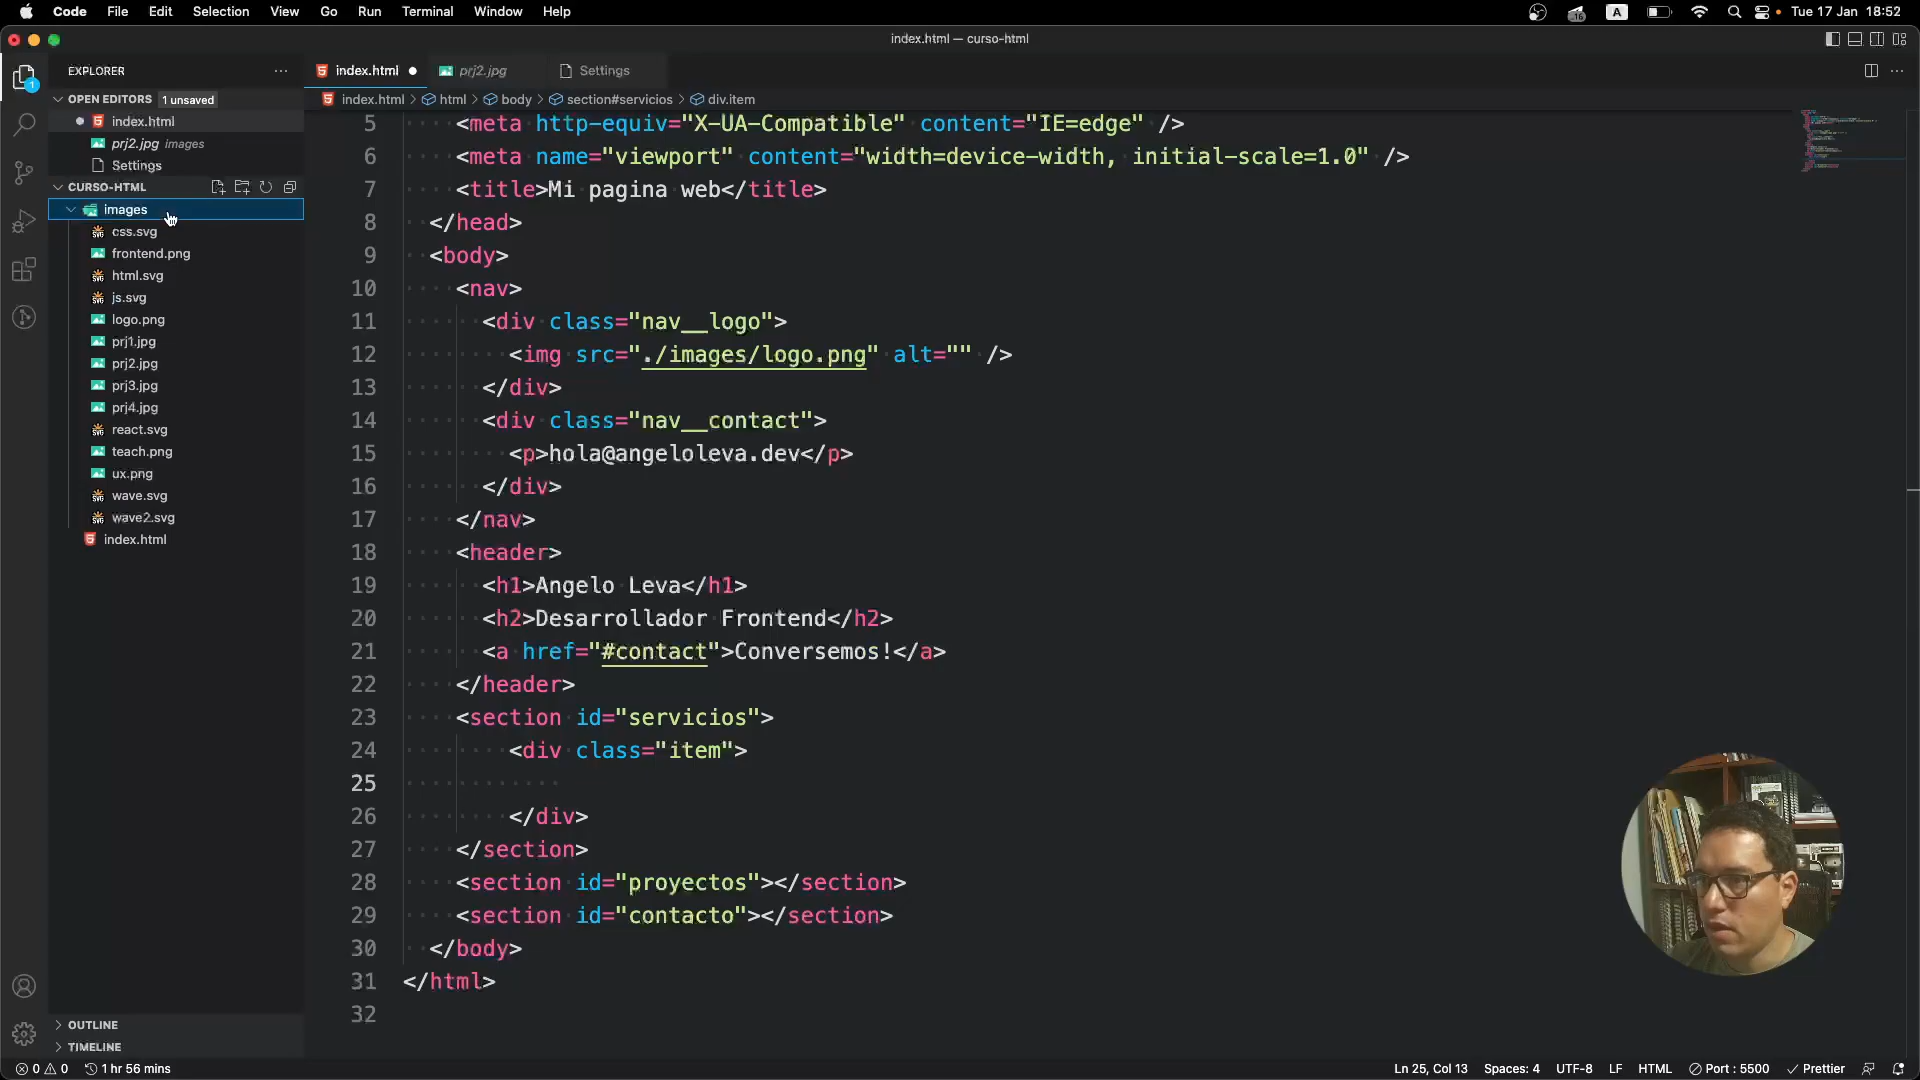 Code File Edit Selection View Go Run Terminal Window Help
A Tue 17 Jan 18:52
index.html — curso-html
EXPLORER
index.html
prj2.jpg
Settings
OPEN EDITORS 1 unsaved
index.html > html > body > section#servicios > div.item
index.html
prj2.jpg images
Settings
CURSO-HTML
images
css.svg
frontend.png
html.svg
js.svg
logo.png
prj1.jpg
prj2.jpg
prj3.jpg
prj4.jpg
react.svg
teach.png
ux.png
wave.svg
wave2.svg
index.html
OUTLINE
TIMELINE
5 <meta http-equiv="X-UA-Compatible" content="IE=edge" />
6 <meta name="viewport" content="width=device-width, initial-scale=1.0" />
7 <title>Mi pagina web</title>
8 </head>
9 <body>
10 <nav>
11 <div class="nav__logo">
12 <img src="./images/logo.png" alt="" />
13 </div>
14 <div class="nav__contact">
15 <p>hola@angeloleva.dev</p>
16 </div>
17 </nav>
18 <header>
19 <h1>Angelo Leva</h1>
20 <h2>Desarrollador Frontend</h2>
21 <a href="#contact">Conversemos!</a>
22 </header>
23 <section id="servicios">
24 <div class="item">
25
26 </div>
27 </section>
28 <section id="proyectos"></section>
29 <section id="contacto"></section>
30 </body>
31 </html>
32
0 0 1 hr 56 mins
Ln 25, Col 13 Spaces: 4 UTF-8 LF HTML Port : 5500 Prettier